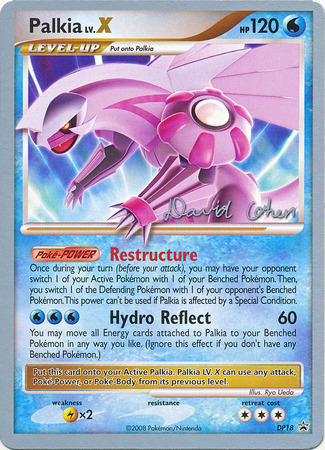 Palkia LV.X HP 120
LEVEL-UP Put onto Palkia
David Cohen
Poké-POWER Restructure
Once during your turn (before your attack), you may have your opponent
switch 1 of your Active Pokémon with 1 of your Benched Pokémon. Then,
you switch 1 of the Defending Pokémon with 1 of your opponent's Benched
Pokémon. This power can't be used if Palkia is affected by a Special Condition.
Hydro Reflect 60
You may move all Energy cards attached to Palkia to your Benched
Pokémon in any way you like. (Ignore this effect if you don't have any
Benched Pokémon.)
Put this card onto your Active Palkia. Palkia LV.X can use any attack,
Poké-Power, or Poké-Body from its previous level.
Illus. Ryo Ueda
weakness resistance retreat cost
×2
©2008 Pokémon/Nintendo DP18